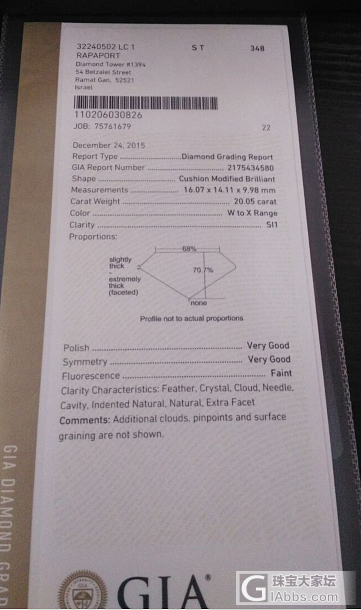 32240502 LC 1 S T 348
RAPAPORT
Diamond Tower #1394
54 Betzalel Street
Ramat Gan, 52521
Israel
110206030826
JOB: 75761679 22
December 24, 2015
Report Type Diamond Grading Report
GIA Report Number 2175434580
Shape Cushion Modified Brilliant
Measurements 16.07 x 14.11 x 9.98 mm
Carat Weight 20.05 carat
Color W to X Range
Clarity SI1
Proportions:
68%
slightly
thick
-
extremely
thick
(faceted)
70.7%
none
Profile not to actual proportions
Polish Very Good
Symmetry Very Good
Fluorescence Faint
Clarity Characteristics: Feather, Crystal, Cloud, Needle,
Cavity, Indented Natural, Natural, Extra Facet
Comments: Additional clouds, pinpoints and surface
graining are not shown.
GIA DIAMOND GRAD
GIA®
珠宝大家坛
GIAbbs.com